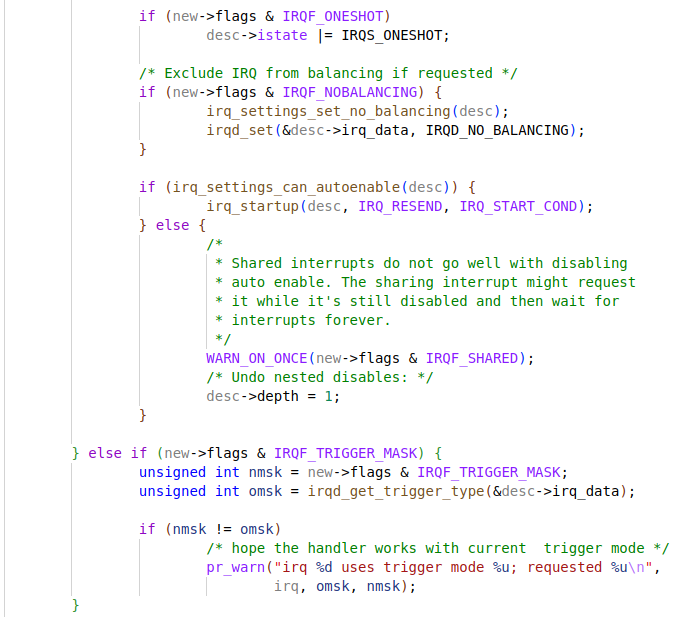 if (new->flags & IRQF_ONESHOT)
desc->istate |= IRQS_ONESHOT;
/* Exclude IRQ from balancing if requested */
if (new->flags & IRQF_NOBALANCING) {
irq_settings_set_no_balancing(desc);
irqd_set(&desc->irq_data, IRQD_NO_BALANCING);
}
if (irq_settings_can_autoenable(desc)) {
irq_startup(desc, IRQ_RESEND, IRQ_START_COND);
} else {
/*
* Shared interrupts do not go well with disabling
* auto enable. The sharing interrupt might request
* it while it's still disabled and then wait for
* interrupts forever.
*/
WARN_ON_ONCE(new->flags & IRQF_SHARED);
/* Undo nested disables: */
desc->depth = 1;
}
} else if (new->flags & IRQF_TRIGGER_MASK) {
unsigned int nmsk = new->flags & IRQF_TRIGGER_MASK;
unsigned int omsk = irqd_get_trigger_type(&desc->irq_data);
if (nmsk != omsk)
/* hope the handler works with current  trigger mode */
pr_warn("irq %d uses trigger mode %u; requested %u\n",
irq, omsk, nmsk);
}